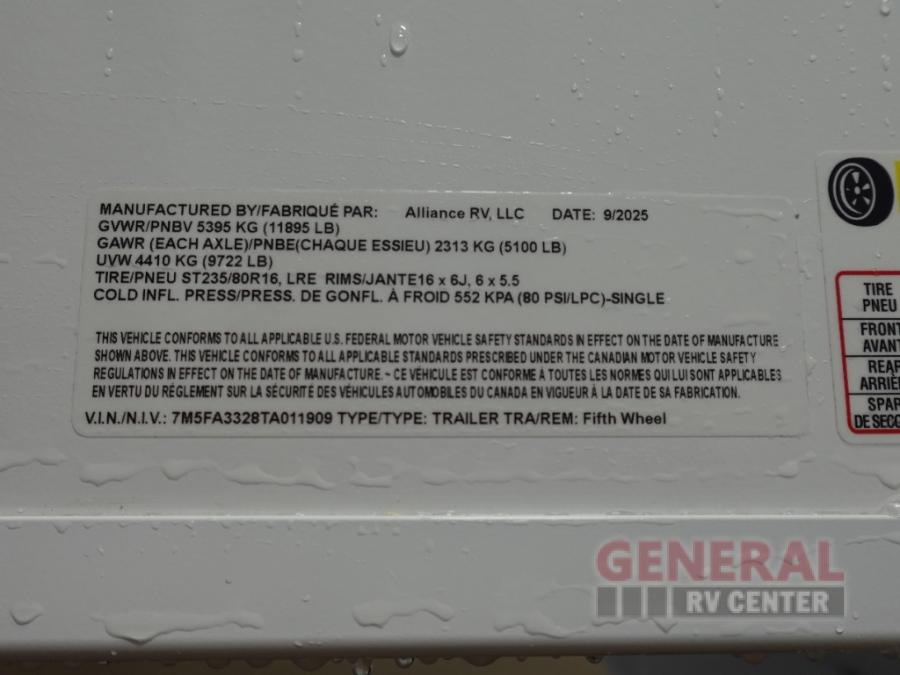 MANUFACTURED BY/FABRIQUÉ PAR: Alliance RV, LLC DATE: 9/2025
GVWR/PNBV 5395 KG (11895 LB)
GAWR (EACH AXLE)/PNBE(CHAQUE ESSIEU) 2313 KG (5100 LB)
UVW 4410 KG (9722 LB)
TIRE/PNEU ST235/80R16, LRE RIMS/JANTE16 x 6J, 6 x 5.5
COLD INFL. PRESS/PRESS. DE GONFL. À FROID 552 KPA (80 PSI/LPC)-SINGLE
THIS VEHICLE CONFORMS TO ALL APPLICABLE U.S. FEDERAL MOTOR VEHICLE SAFETY STANDARDS IN EFFECT ON THE DATE OF MANUFACTURE
SHOWN ABOVE. THIS VEHICLE CONFORMS TO ALL APPLICABLE STANDARDS PRESCRIBED UNDER THE CANADIAN MOTOR VEHICLE SAFETY
REGULATIONS IN EFFECT ON THE DATE OF MANUFACTURE. - CE VÉHICULE EST CONFORME À TOUTES LES NORMES QUI LUI SONT APPLICABLES
EN VERTU DU RÉGLEMENT SUR LA SÉCURITÉ DES VÉHICULES AUTOMOBILES DU CANADA EN VIGUEUR À LA DATE DE SA FABRICATION.
V.I.N./N.I.V.: 7M5FA3328TA011909 TYPE/TYPE: TRAILER TRA/REM: Fifth Wheel
TIRE
PNEU
FRONT
AVANT
REAR
ARRIÈ
SPAR
DE SECO
GENERAL
RV CENTER